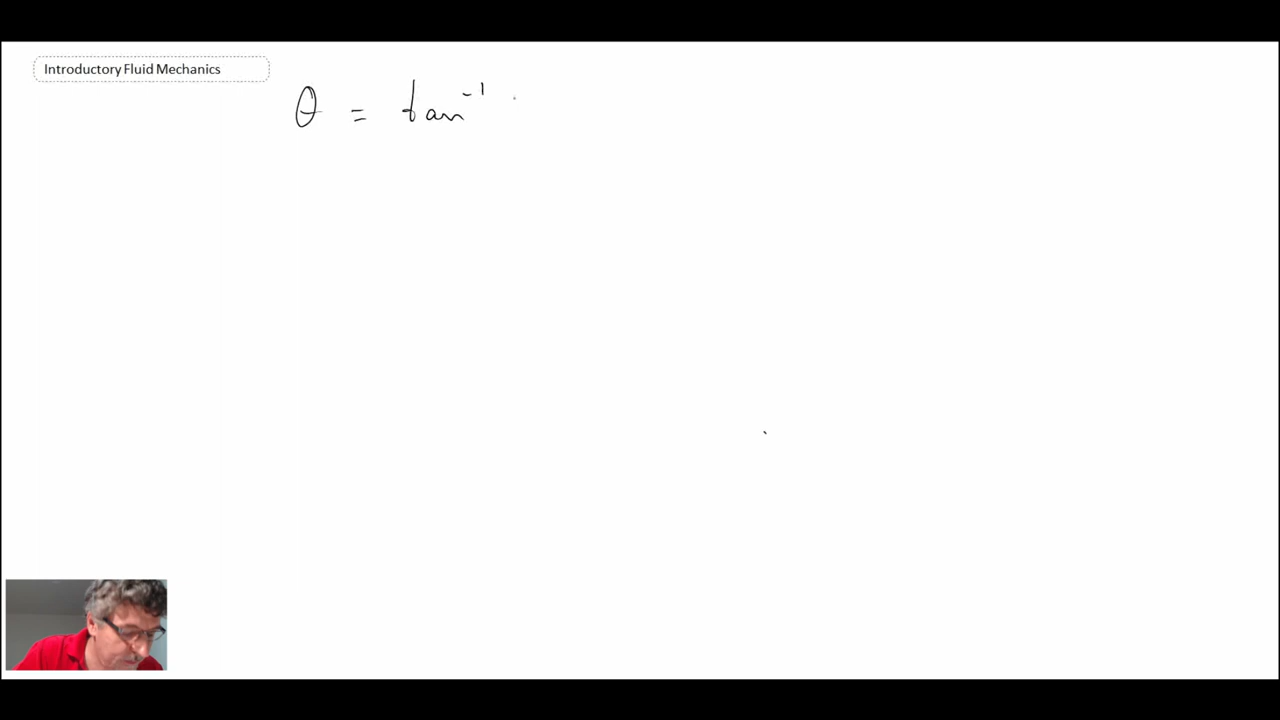 Introductory Fluid Mechanics
θ = tan⁻¹